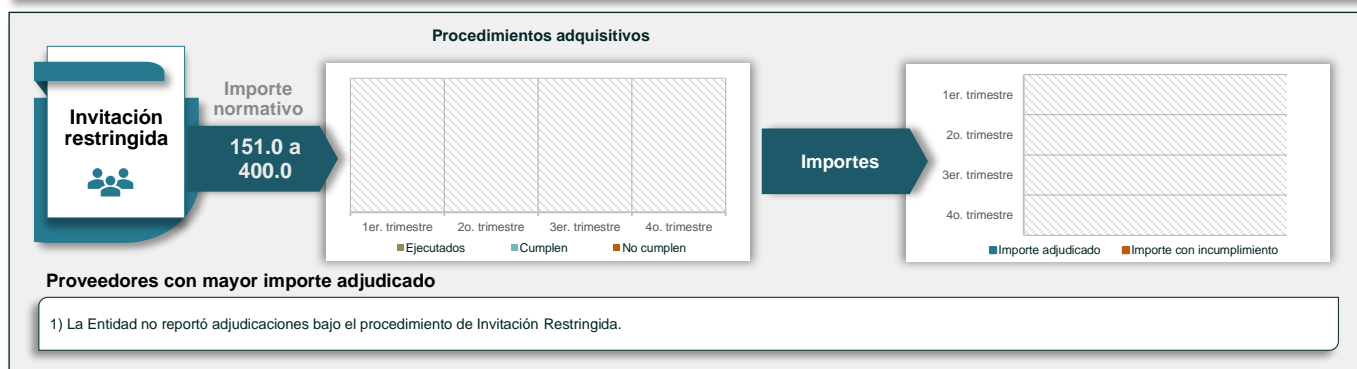 Procedimientos adquisitivos
Invitación
restringida
Importe
normativo
151.0 a
400.0
1er. trimestre 2o. trimestre 3er. trimestre 4o. trimestre
Ejecutados Cumplen No cumplen
Importes
1er. trimestre
2o. trimestre
3er. trimestre
4o. trimestre
Importe adjudicado Importe con incumplimiento
Proveedores con mayor importe adjudicado
1) La Entidad no reportó adjudicaciones bajo el procedimiento de Invitación Restringida.